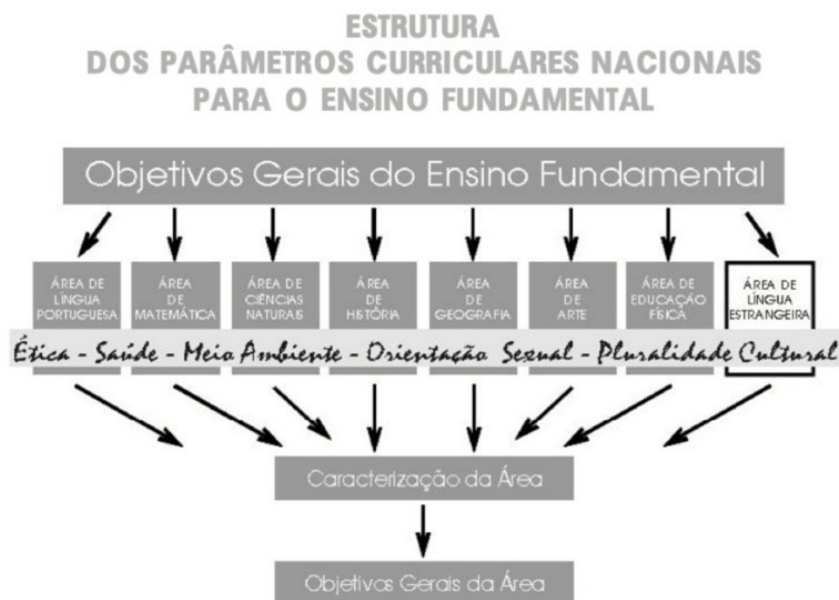 ESTRUTURA
DOS PARÂMETROS CURRICULARES NACIONAIS
PARA O ENSINO FUNDAMENTAL
Objetivos Gerais do Ensino Fundamental
ÁREA DE
LÍNGUA
PORTUGUESA
ÁREA
DE
MATEMÁTICA
ÁREA DE
CIÊNCIAS
NATURAIS
ÁREA
DE
HISTÓRIA
ÁREA
DE
GEOGRAFIA
ÁREA
DE
ARTE
ÁREA DE
EDUCAÇÃO
FÍSICA
ÁREA DE
LÍNGUA
ESTRANGEIRA
Ética - Saúde - Meio Ambiente - Orientação Sexual - Pluralidade Cultural
Caracterização da Área
Objetivos Gerais da Área